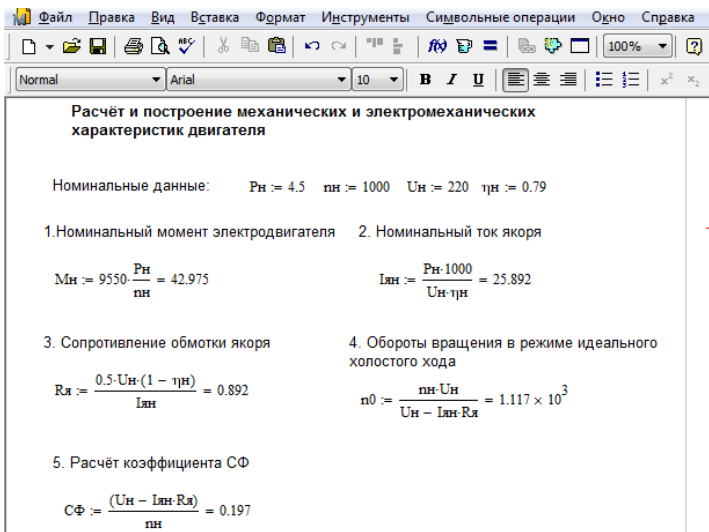 Файл Правка Вид Вставка Формат Инструменты Символьные операции Окно Справка
100%
Normal Arial 10 B I U
Расчёт и построение механических и электромеханических
характеристик двигателя
Номинальные данные: Pн := 4.5 nн := 1000 Uн := 220 ηн := 0.79
1.Номинальный момент электродвигателя 2. Номинальный ток якоря
Mн := 9550·Pн/nн = 42.975 Iян := Pн·1000/Uн·ηн = 25.892
3. Сопротивление обмотки якоря 4. Обороты вращения в режиме идеального
холостого хода
Rя := 0.5·Uн·(1 − ηн)/Iян = 0.892 n0 := nн·Uн/Uн − Iян·Rя = 1.117 × 10³
5. Расчёт коэффициента СФ
СФ := (Uн − Iян·Rя)/nн = 0.197